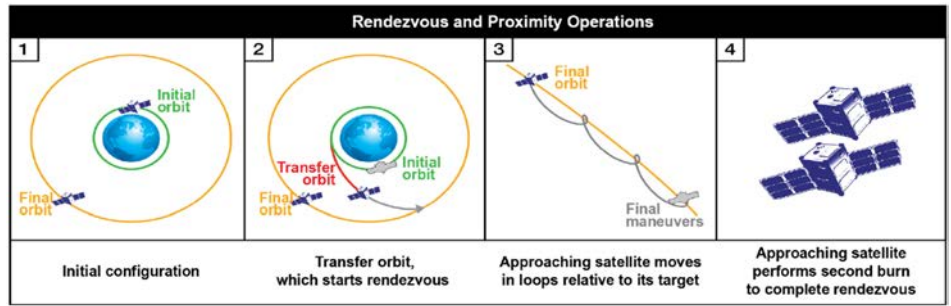 Rendezvous and Proximity Operations
1
Initial
orbit
Final
orbit
2
Transfer
orbit
Initial
orbit
Final
orbit
3
Final
orbit
Final
maneuvers
4
Initial configuration
Transfer orbit,
which starts rendezvous
Approaching satellite moves
in loops relative to its target
Approaching satellite
performs second burn
to complete rendezvous